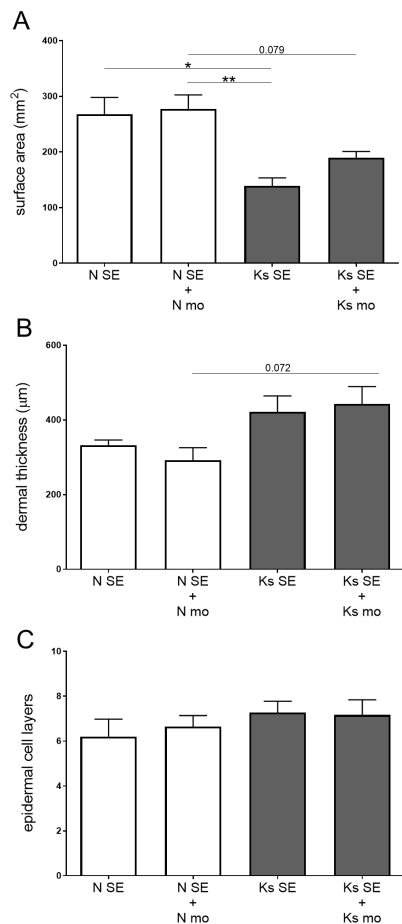 A
surface area (mm²)
400
300
200
100
0
0.079
*
**
N SE
N SE
+
N mo
Ks SE
Ks SE
+
Ks mo
B
dermal thickness (μm)
600
400
200
0
0.072
N SE
N SE
+
N mo
Ks SE
Ks SE
+
Ks mo
C
epidermal cell layers
10
8
6
4
2
0
N SE
N SE
+
N mo
Ks SE
Ks SE
+
Ks mo